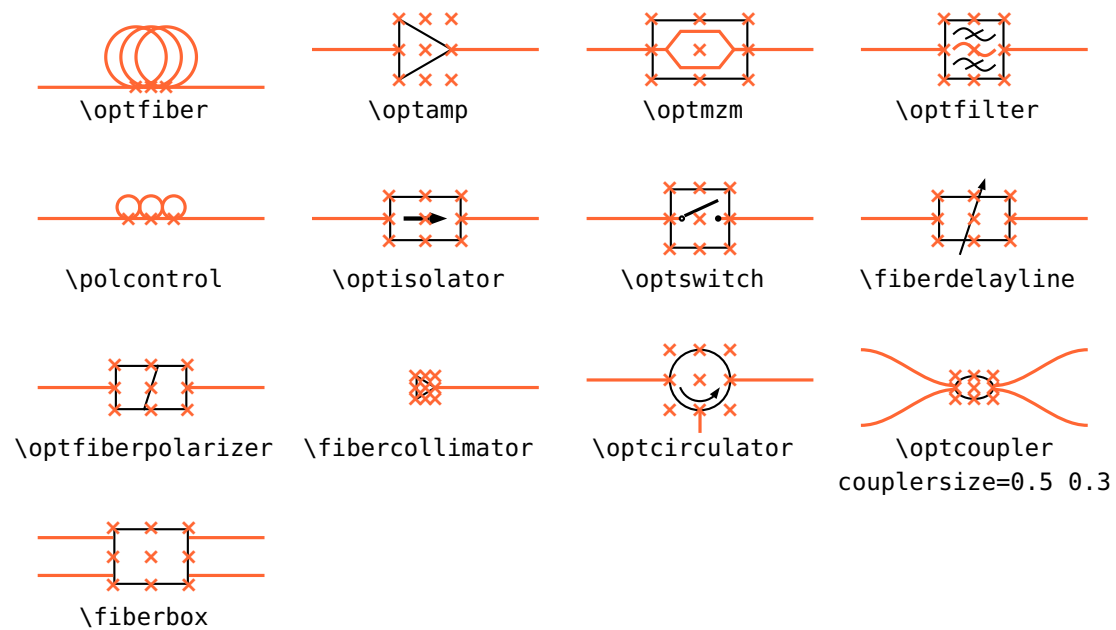 \optfiber
\optamp
\optmzm
\optfilter
\polcontrol
\optisolator
\optswitch
\fiberdelayline
\optfiberpolarizer
\fibercollimator
\optcirculator
\optcoupler
couplersize=0.5 0.3
\fiberbox